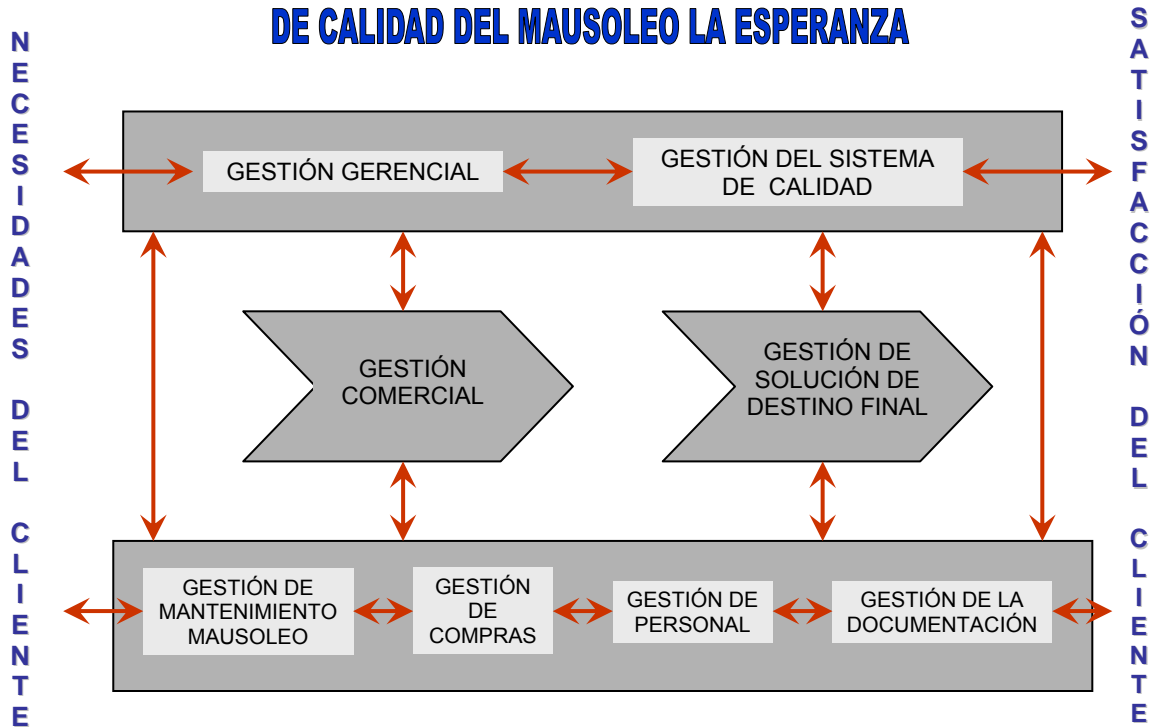 DE CALIDAD DEL MAUSOLEO LA ESPERANZA
NECESIDADES DEL CLIENTE
GESTIÓN GERENCIAL
GESTIÓN DEL SISTEMA
DE CALIDAD
GESTIÓN
COMERCIAL
GESTIÓN DE
SOLUCIÓN DE
DESTINO FINAL
GESTIÓN DE
MANTENIMIENTO
MAUSOLEO
GESTIÓN
DE
COMPRAS
GESTIÓN DE
PERSONAL
GESTIÓN DE LA
DOCUMENTACIÓN
SATISFACCIÓN DEL CLIENTE